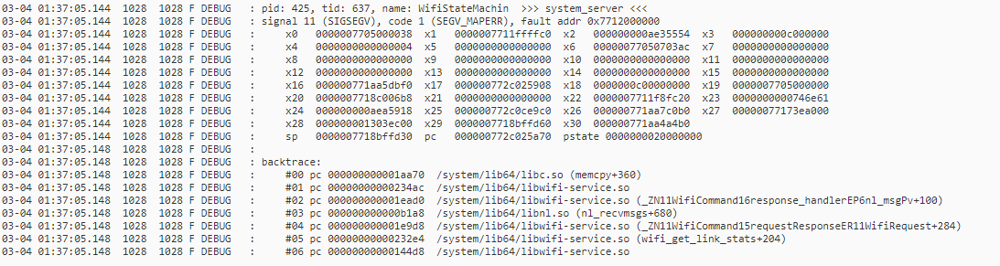 03-04 01:37:05.144 1028 1028 F DEBUG : pid: 425, tid: 637, name: WifiStateMachin >>> system_server <<<
03-04 01:37:05.144 1028 1028 F DEBUG : signal 11 (SIGSEGV), code 1 (SEGV_MAPERR), fault addr 0x7712000000
03-04 01:37:05.144 1028 1028 F DEBUG : x0 0000007705000038 x1 0000007711ffffc0 x2 000000000ae35554 x3 000000000c000000
03-04 01:37:05.144 1028 1028 F DEBUG : x4 0000000000000004 x5 0000000000000000 x6 00000077050703ac x7 0000000000000000
03-04 01:37:05.144 1028 1028 F DEBUG : x8 0000000000000000 x9 0000000000000000 x10 0000000000000000 x11 0000000000000000
03-04 01:37:05.144 1028 1028 F DEBUG : x12 0000000000000000 x13 0000000000000000 x14 0000000000000000 x15 0000000000000000
03-04 01:37:05.144 1028 1028 F DEBUG : x16 000000771aa5dbf0 x17 000000772c025908 x18 0000000c00000000 x19 0000007705000000
03-04 01:37:05.144 1028 1028 F DEBUG : x20 0000007718c006b8 x21 0000000000000000 x22 0000007711f8fc20 x23 0000000000746e61
03-04 01:37:05.144 1028 1028 F DEBUG : x24 000000000aea5918 x25 000000772c0ce9c0 x26 000000771aa7c0b0 x27 00000077173ea000
03-04 01:37:05.144 1028 1028 F DEBUG : x28 000000001303ec00 x29 0000007718bffd60 x30 000000771aa4a4b0
03-04 01:37:05.144 1028 1028 F DEBUG : sp 0000007718bffd30 pc 000000772c025a70 pstate 0000000020000000
03-04 01:37:05.148 1028 1028 F DEBUG :
03-04 01:37:05.148 1028 1028 F DEBUG : backtrace:
03-04 01:37:05.148 1028 1028 F DEBUG : #00 pc 000000000001aa70 /system/lib64/libc.so (memcpy+360)
03-04 01:37:05.148 1028 1028 F DEBUG : #01 pc 00000000000234ac /system/lib64/libwifi-service.so
03-04 01:37:05.148 1028 1028 F DEBUG : #02 pc 000000000001ead0 /system/lib64/libwifi-service.so (_ZN11WifiCommand16response_handlerEP6nl_msgPv+100)
03-04 01:37:05.148 1028 1028 F DEBUG : #03 pc 000000000000b1a8 /system/lib64/libnl.so (nl_recvmsgs+680)
03-04 01:37:05.148 1028 1028 F DEBUG : #04 pc 000000000001e9d8 /system/lib64/libwifi-service.so (_ZN11WifiCommand15requestResponseER11WifiRequest+284)
03-04 01:37:05.148 1028 1028 F DEBUG : #05 pc 00000000000232e4 /system/lib64/libwifi-service.so (wifi_get_link_stats+204)
03-04 01:37:05.148 1028 1028 F DEBUG : #06 pc 00000000000144d8 /system/lib64/libwifi-service.so